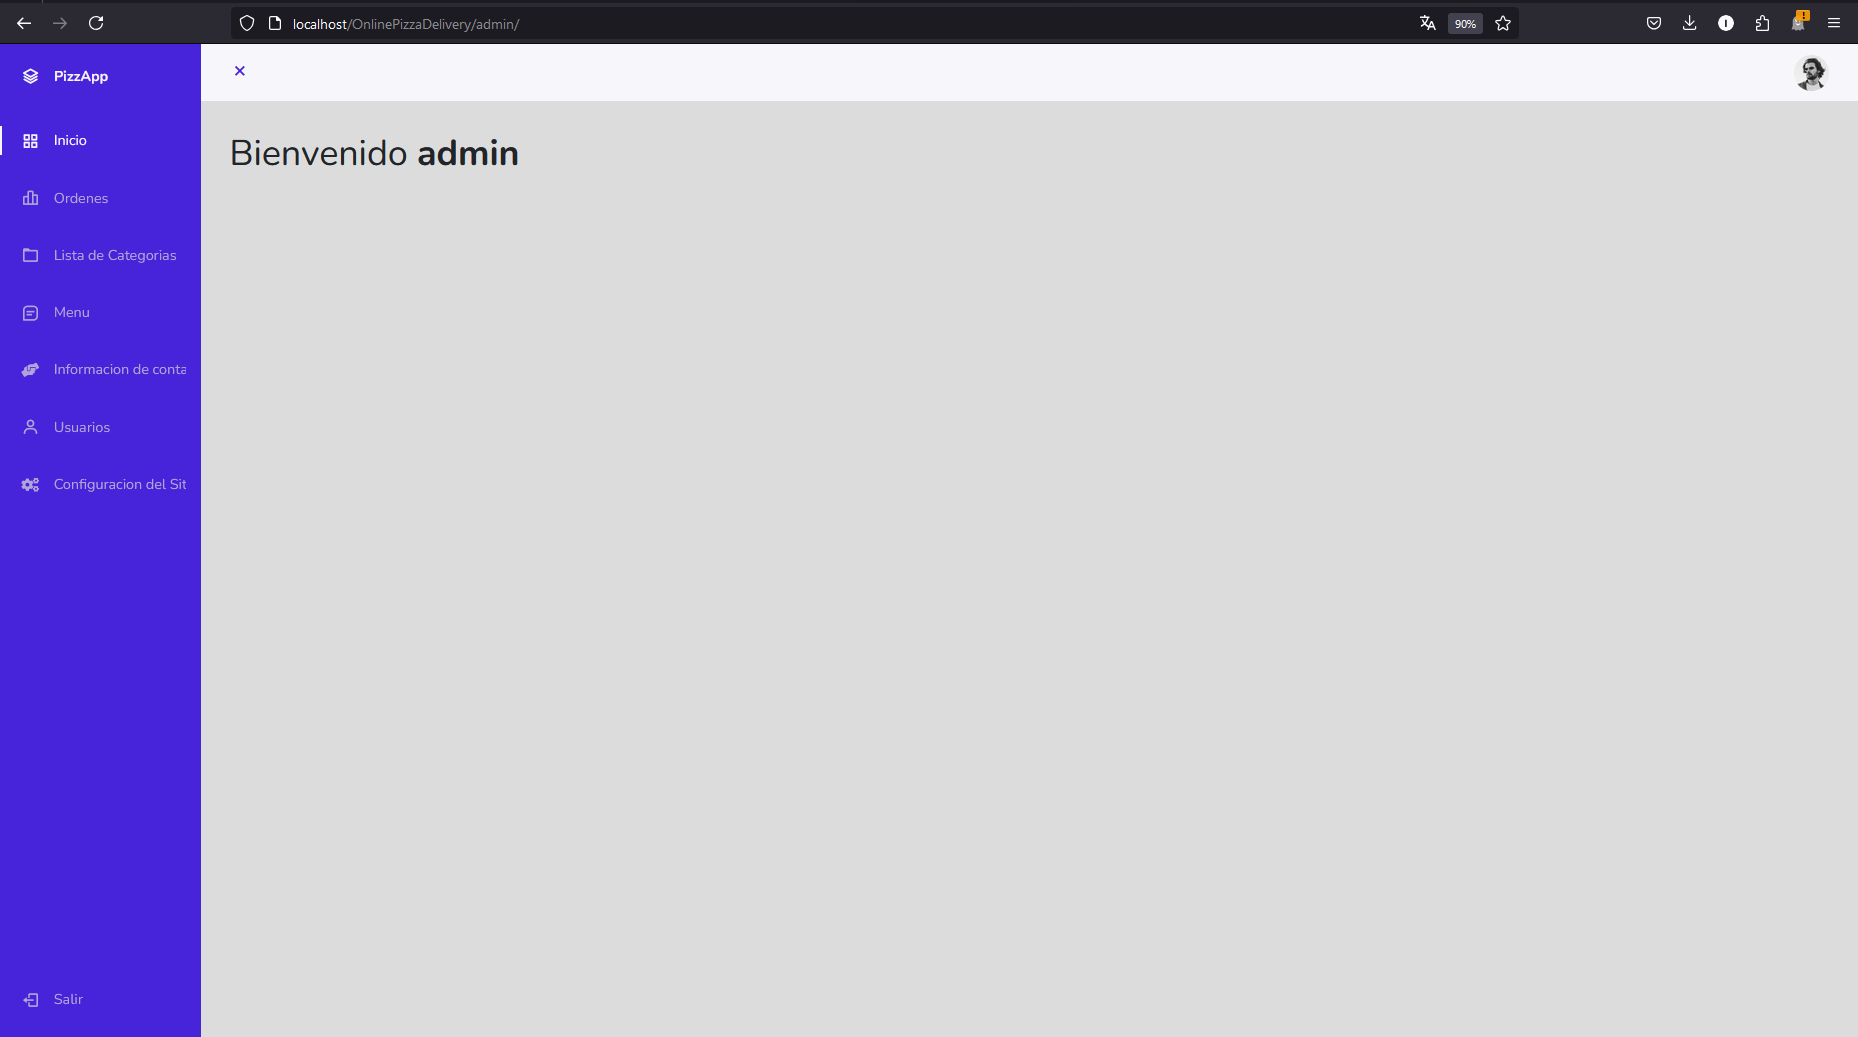 localhost/OnlinePizzaDelivery/admin/
90%
PizzApp
Inicio
Bienvenido admin
Ordenes
Lista de Categorias
Menu
Informacion de conta
Usuarios
Configuracion del Sit
Salir